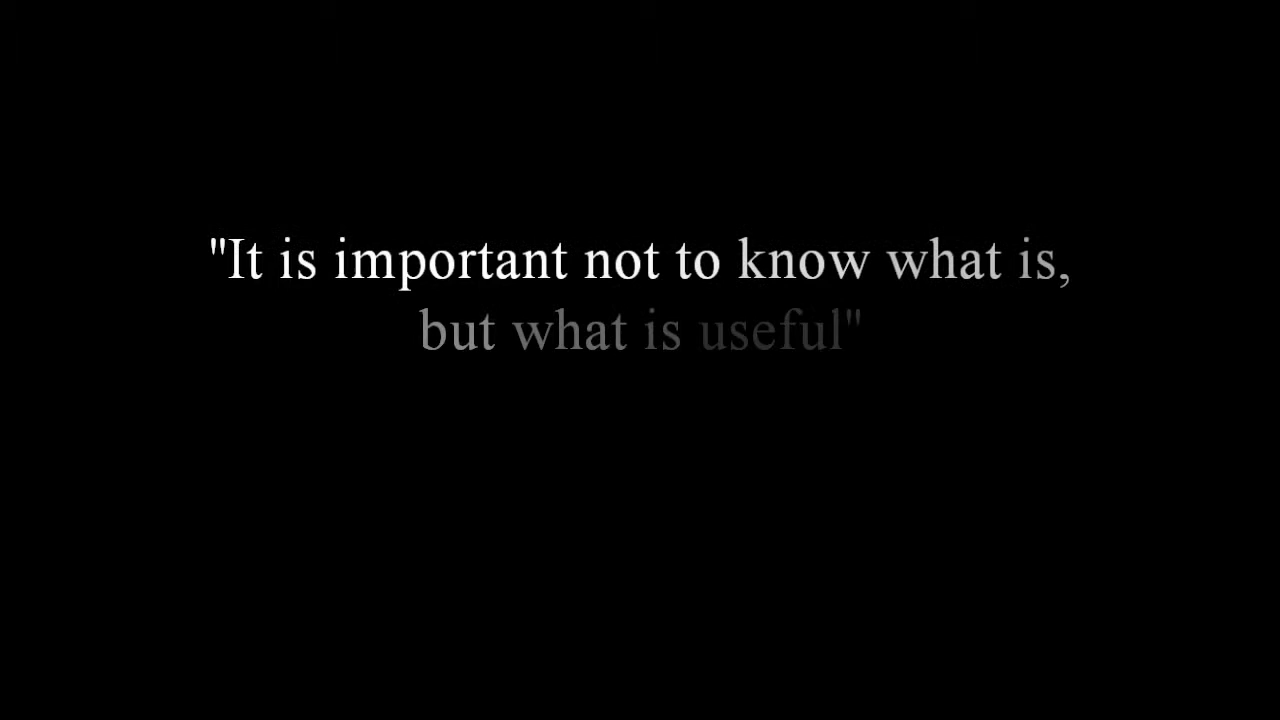 "It is important not to know what is,
but what is useful"